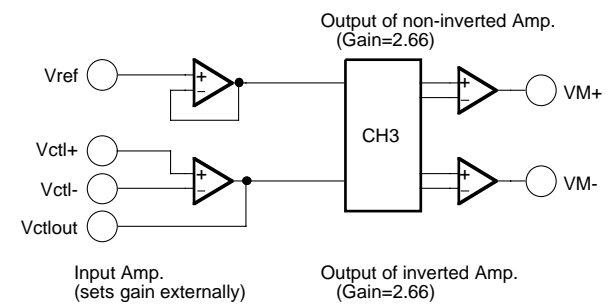 Output of non-inverted Amp.
(Gain=2.66)
Vref
+
−
CH3
+
−
VM+
Vctl+
Vctl-
+
−
+
−
VM-
Vctlout
Input Amp.
(sets gain externally)
Output of inverted Amp.
(Gain=2.66)